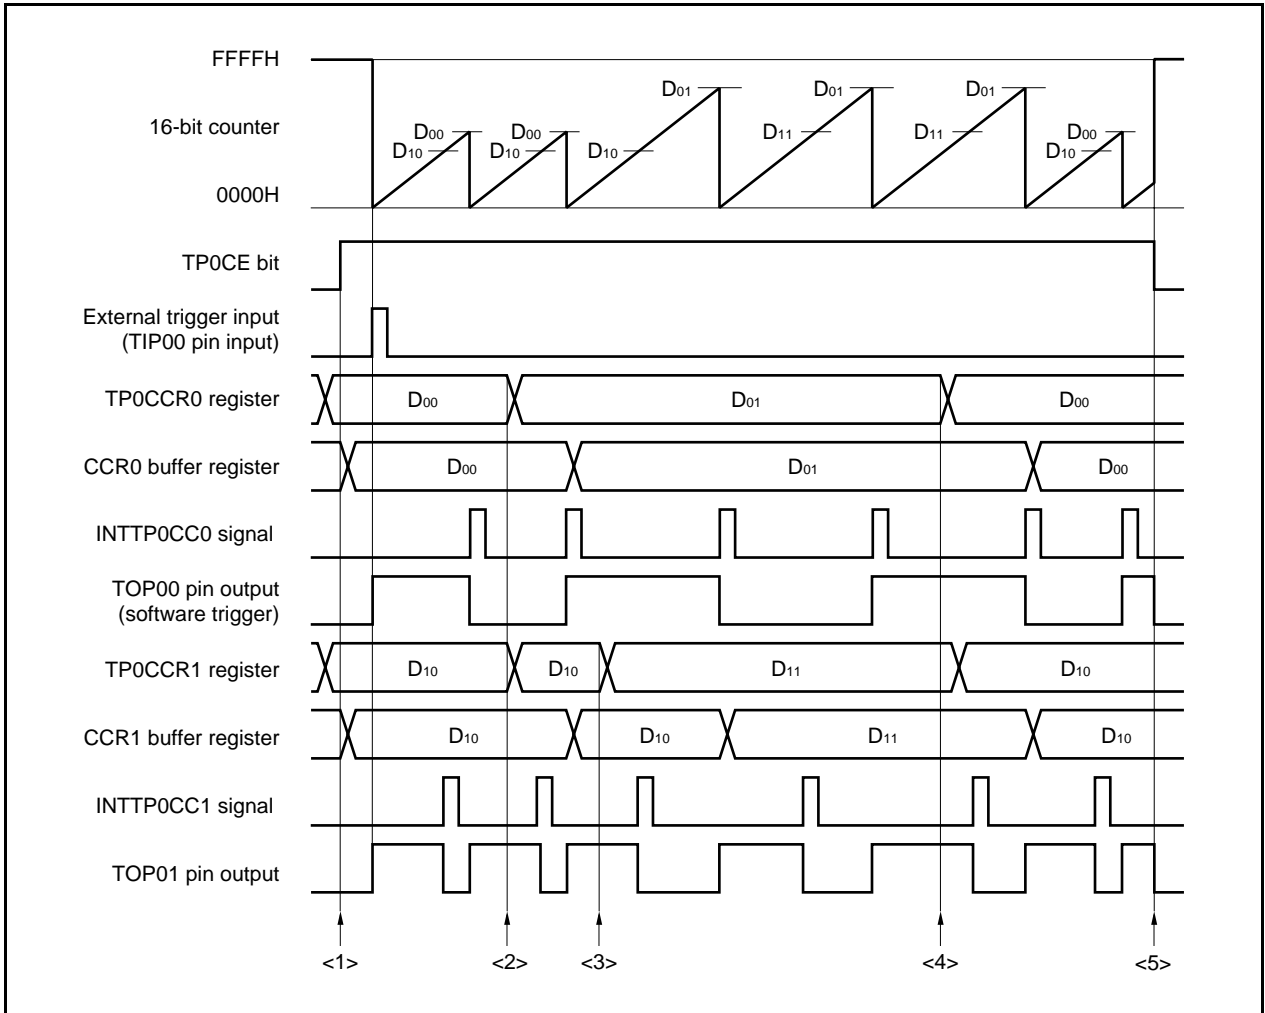 FFFFH
D01 D01 D01
16-bit counter
D00 D00 D11 D11 D00
D10 D10 D10 D10
0000H
TP0CE bit
External trigger input
(TIP00 pin input)
TP0CCR0 register D00 D01 D00
CCR0 buffer register D00 D01 D00
INTTP0CC0 signal
TOP00 pin output
(software trigger)
TP0CCR1 register D10 D10 D11 D10
CCR1 buffer register D10 D10 D11 D10
INTTP0CC1 signal
TOP01 pin output
<1> <2> <3> <4> <5>